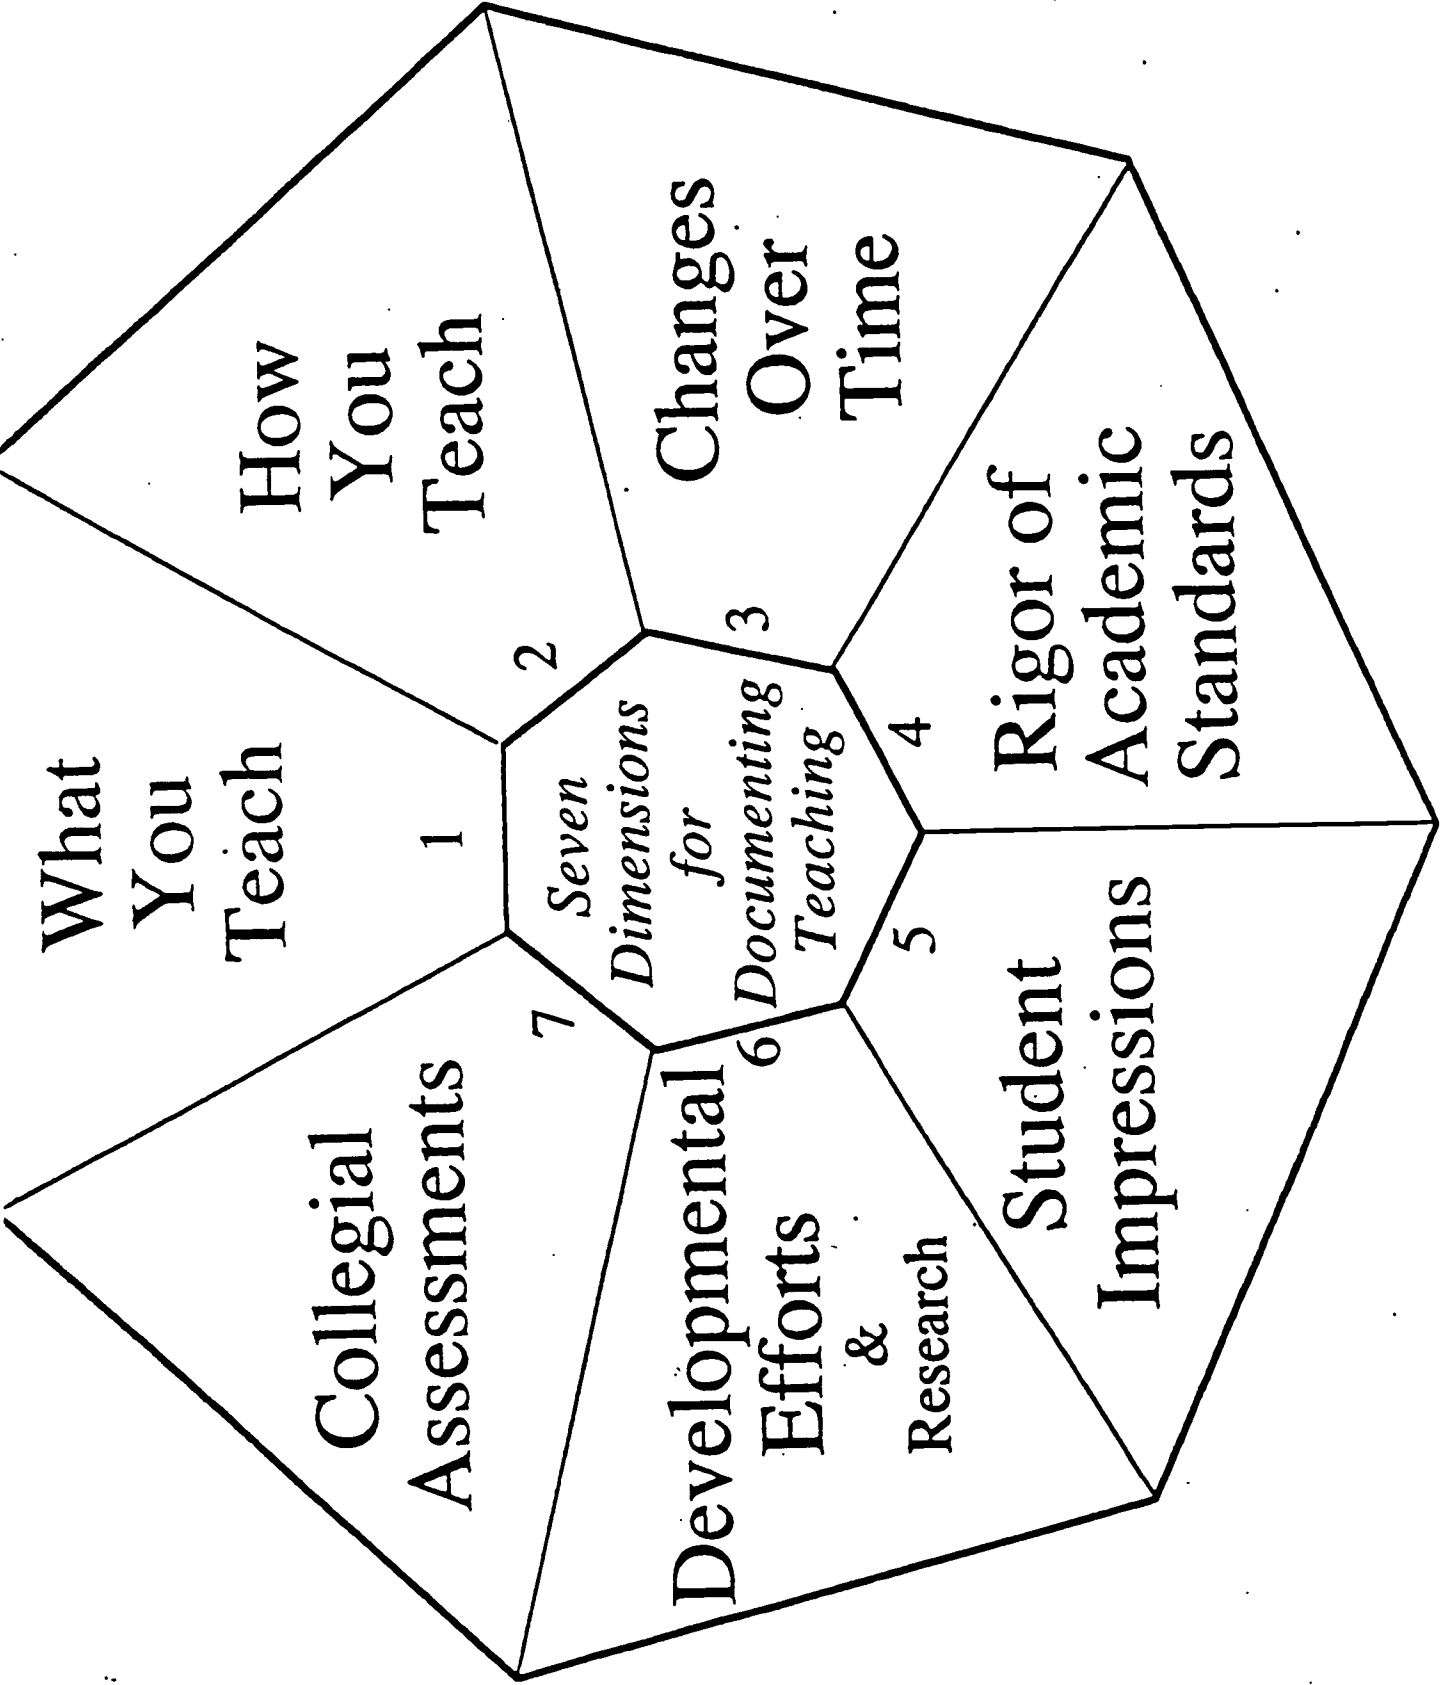 Seven
Dimensions
for
Documenting
Teaching
1
What
You
Teach
2
How
You
Teach
3
Changes
Over
Time
4
Rigor of
Academic
Standards
5
Student
Impressions
6
Developmental
Efforts
&
Research
7
Collegial
Assessments